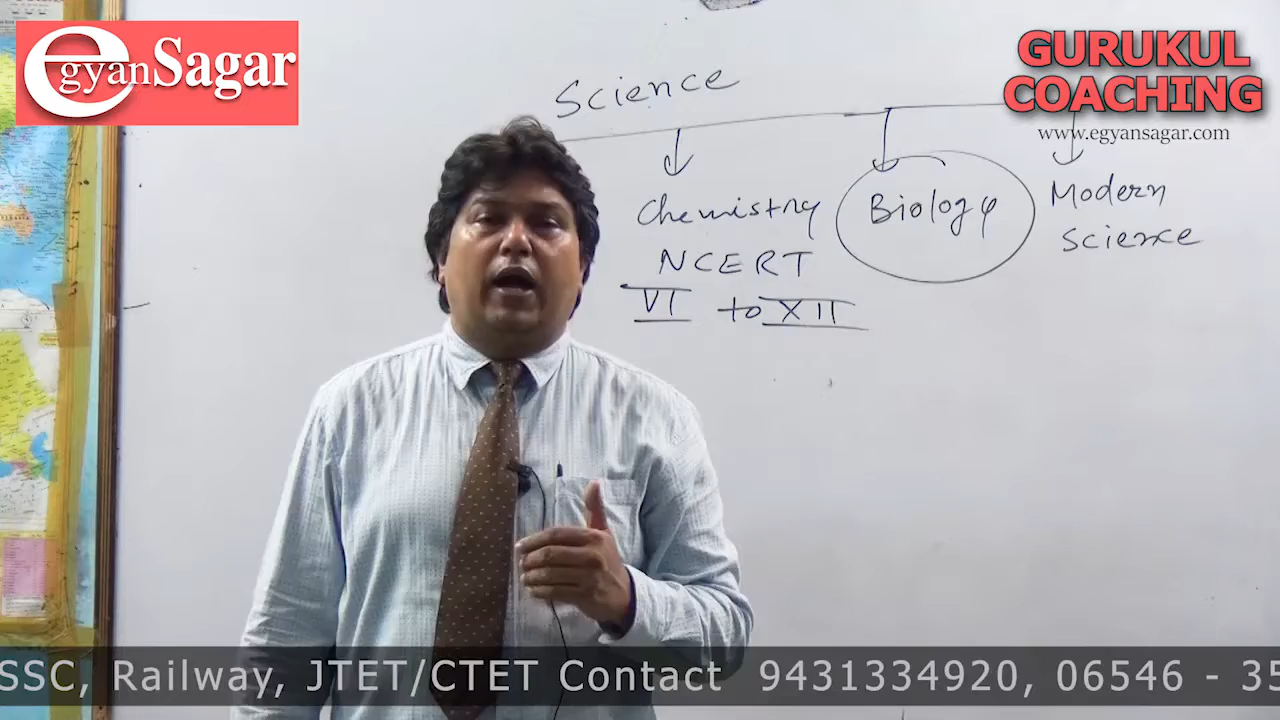 egyanSagar
GURUKUL
COACHING
www.egyansagar.com
Science
Chemistry
NCERT
VI to XII
Biology
Modern
Science
SSC, Railway, JTET/CTET Contact 9431334920, 06546 - 35